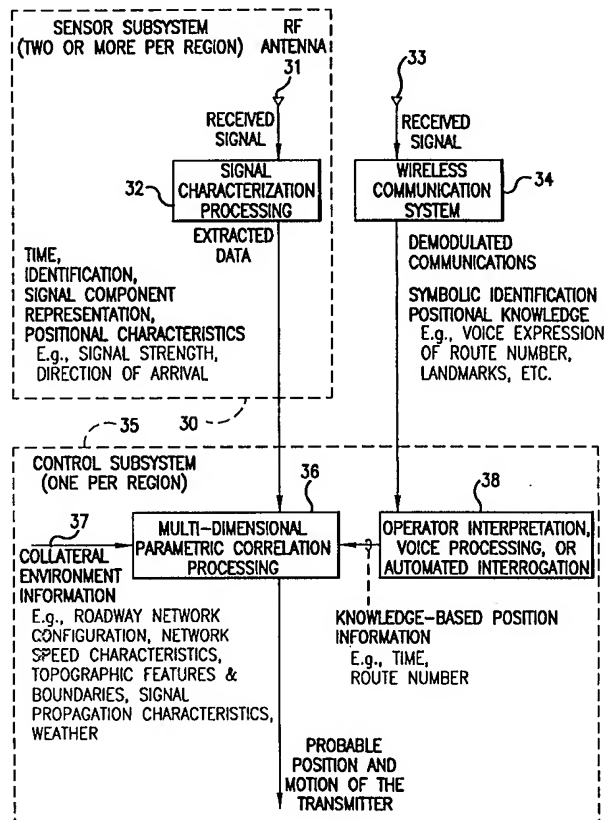 SENSOR SUBSYSTEM
(TWO OR MORE PER REGION)
RF
ANTENNA
31
33
RECEIVED
SIGNAL
RECEIVED
SIGNAL
32
SIGNAL
CHARACTERIZATION
PROCESSING
WIRELESS
COMMUNICATION
SYSTEM
34
EXTRACTED
DATA
DEMODULATED
COMMUNICATIONS
TIME,
IDENTIFICATION,
SIGNAL COMPONENT
REPRESENTATION,
POSITIONAL CHARACTERISTICS
E.g., SIGNAL STRENGTH,
DIRECTION OF ARRIVAL
SYMBOLIC IDENTIFICATION
POSITIONAL KNOWLEDGE
E.g., VOICE EXPRESSION
OF ROUTE NUMBER,
LANDMARKS, ETC.
35
30
CONTROL SUBSYSTEM
(ONE PER REGION)
36
38
37
MULTI-DIMENSIONAL
PARAMETRIC CORRELATION
PROCESSING
OPERATOR INTERPRETATION,
VOICE PROCESSING, OR
AUTOMATED INTERROGATION
COLLATERAL
ENVIRONMENT
INFORMATION
E.g., ROADWAY NETWORK
CONFIGURATION, NETWORK
SPEED CHARACTERISTICS,
TOPOGRAPHIC FEATURES &
BOUNDARIES, SIGNAL
PROPAGATION CHARACTERISTICS,
WEATHER
KNOWLEDGE-BASED POSITION
INFORMATION
E.g., TIME,
ROUTE NUMBER
PROBABLE
POSITION AND
MOTION OF THE
TRANSMITTER